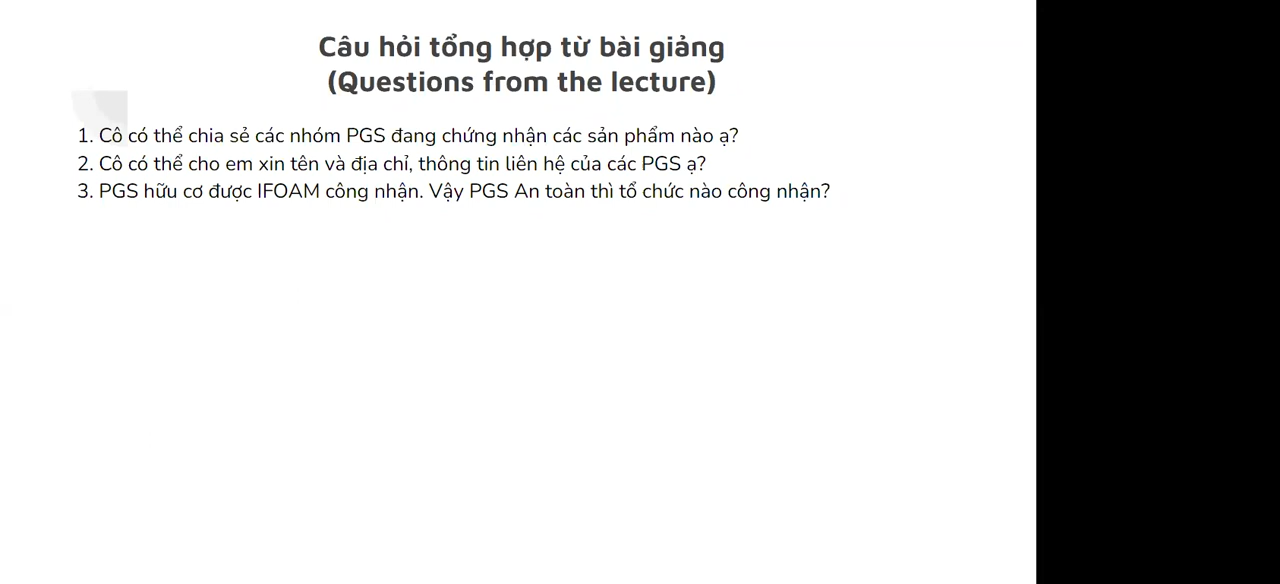 Câu hỏi tổng hợp từ bài giảng
(Questions from the lecture)
1. Cô có thể chia sẻ các nhóm PGS đang chứng nhận các sản phẩm nào ạ?
2. Cô có thể cho em xin tên và địa chỉ, thông tin liên hệ của các PGS ạ?
3. PGS hữu cơ được IFOAM công nhận. Vậy PGS An toàn thì tổ chức nào công nhận?